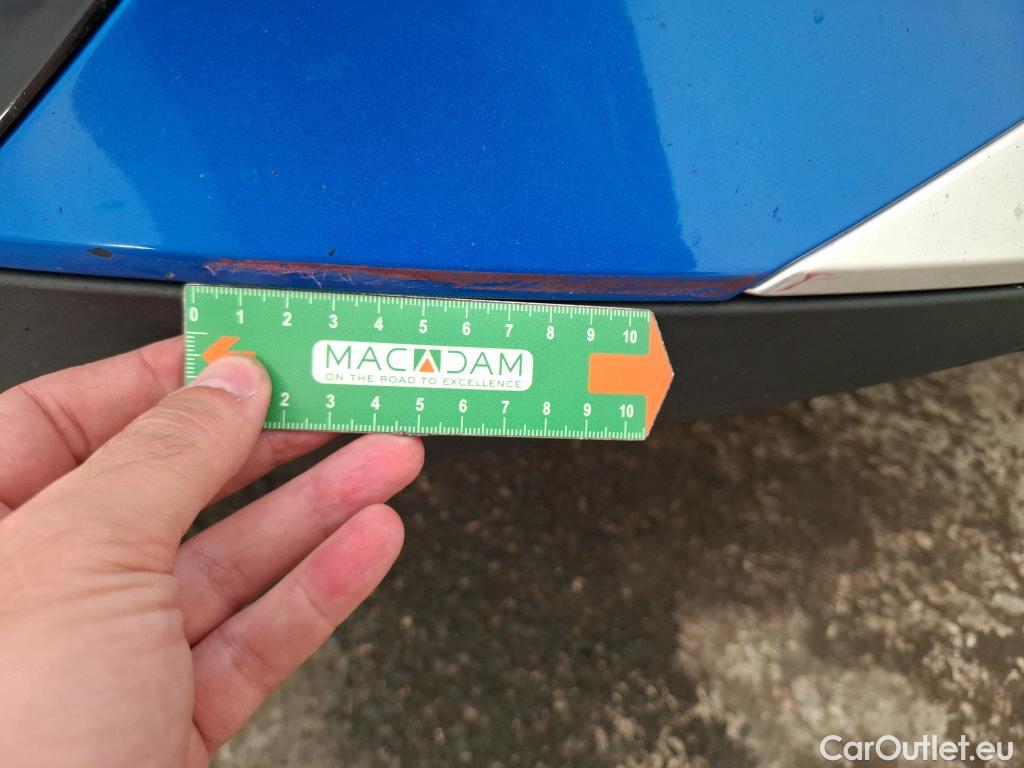 0 1 2 3 4 5 6 7 8 9 10
MACADAM
ON THE ROAD TO EXCELLENCE
2 3 4 5 6 7 8 9 10
CarOutlet.eu